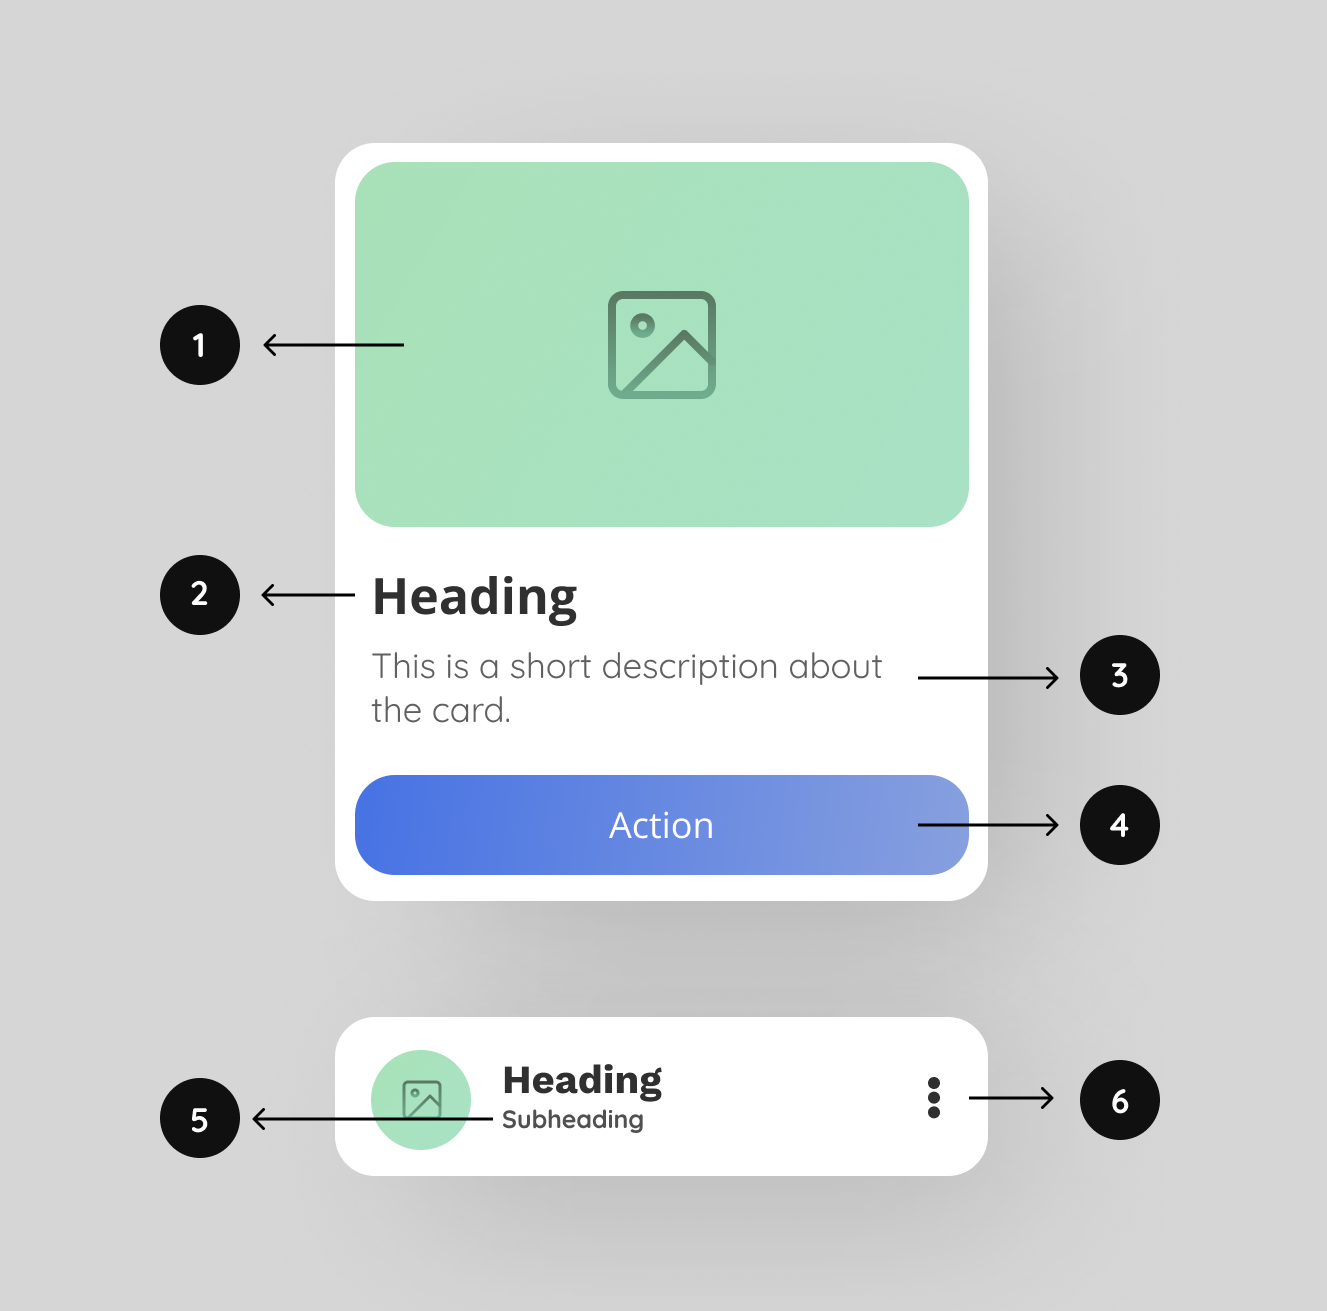 1
2
Heading
This is a short description about
the card.
3
Action
4
Heading
Subheading
5
6